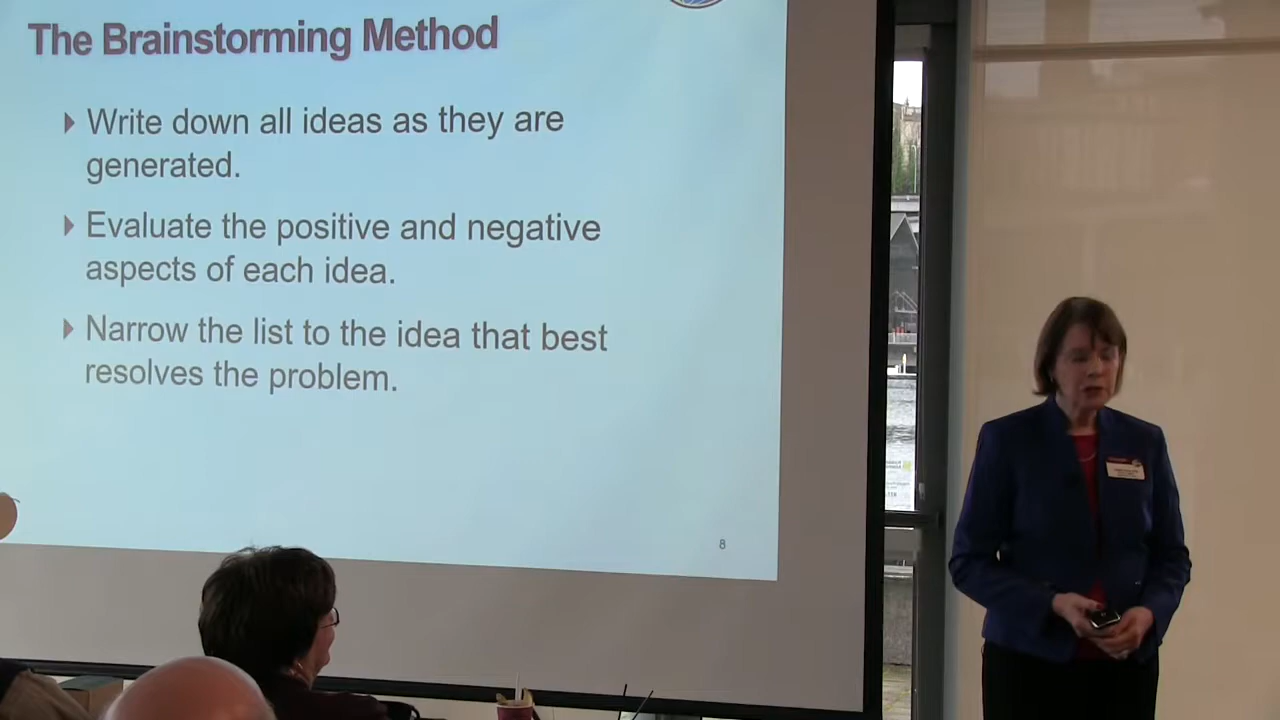 The Brainstorming Method
Write down all ideas as they are
generated.
Evaluate the positive and negative
aspects of each idea.
Narrow the list to the idea that best
resolves the problem.
8